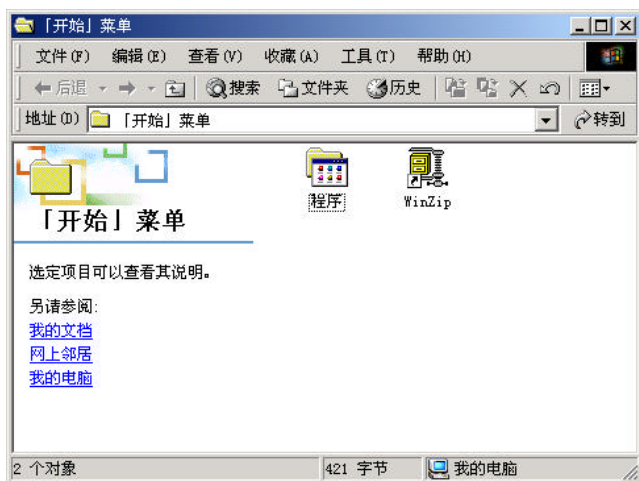 「开始」菜单
文件(F) 编辑(E) 查看(V) 收藏(A) 工具(T) 帮助(H)
后退 搜索 文件夹 历史
地址(D) 「开始」菜单 转到
「开始」菜单
程序 WinZip
选定项目可以查看其说明。
另请参阅:
我的文档
网上邻居
我的电脑
2 个对象 421 字节 我的电脑